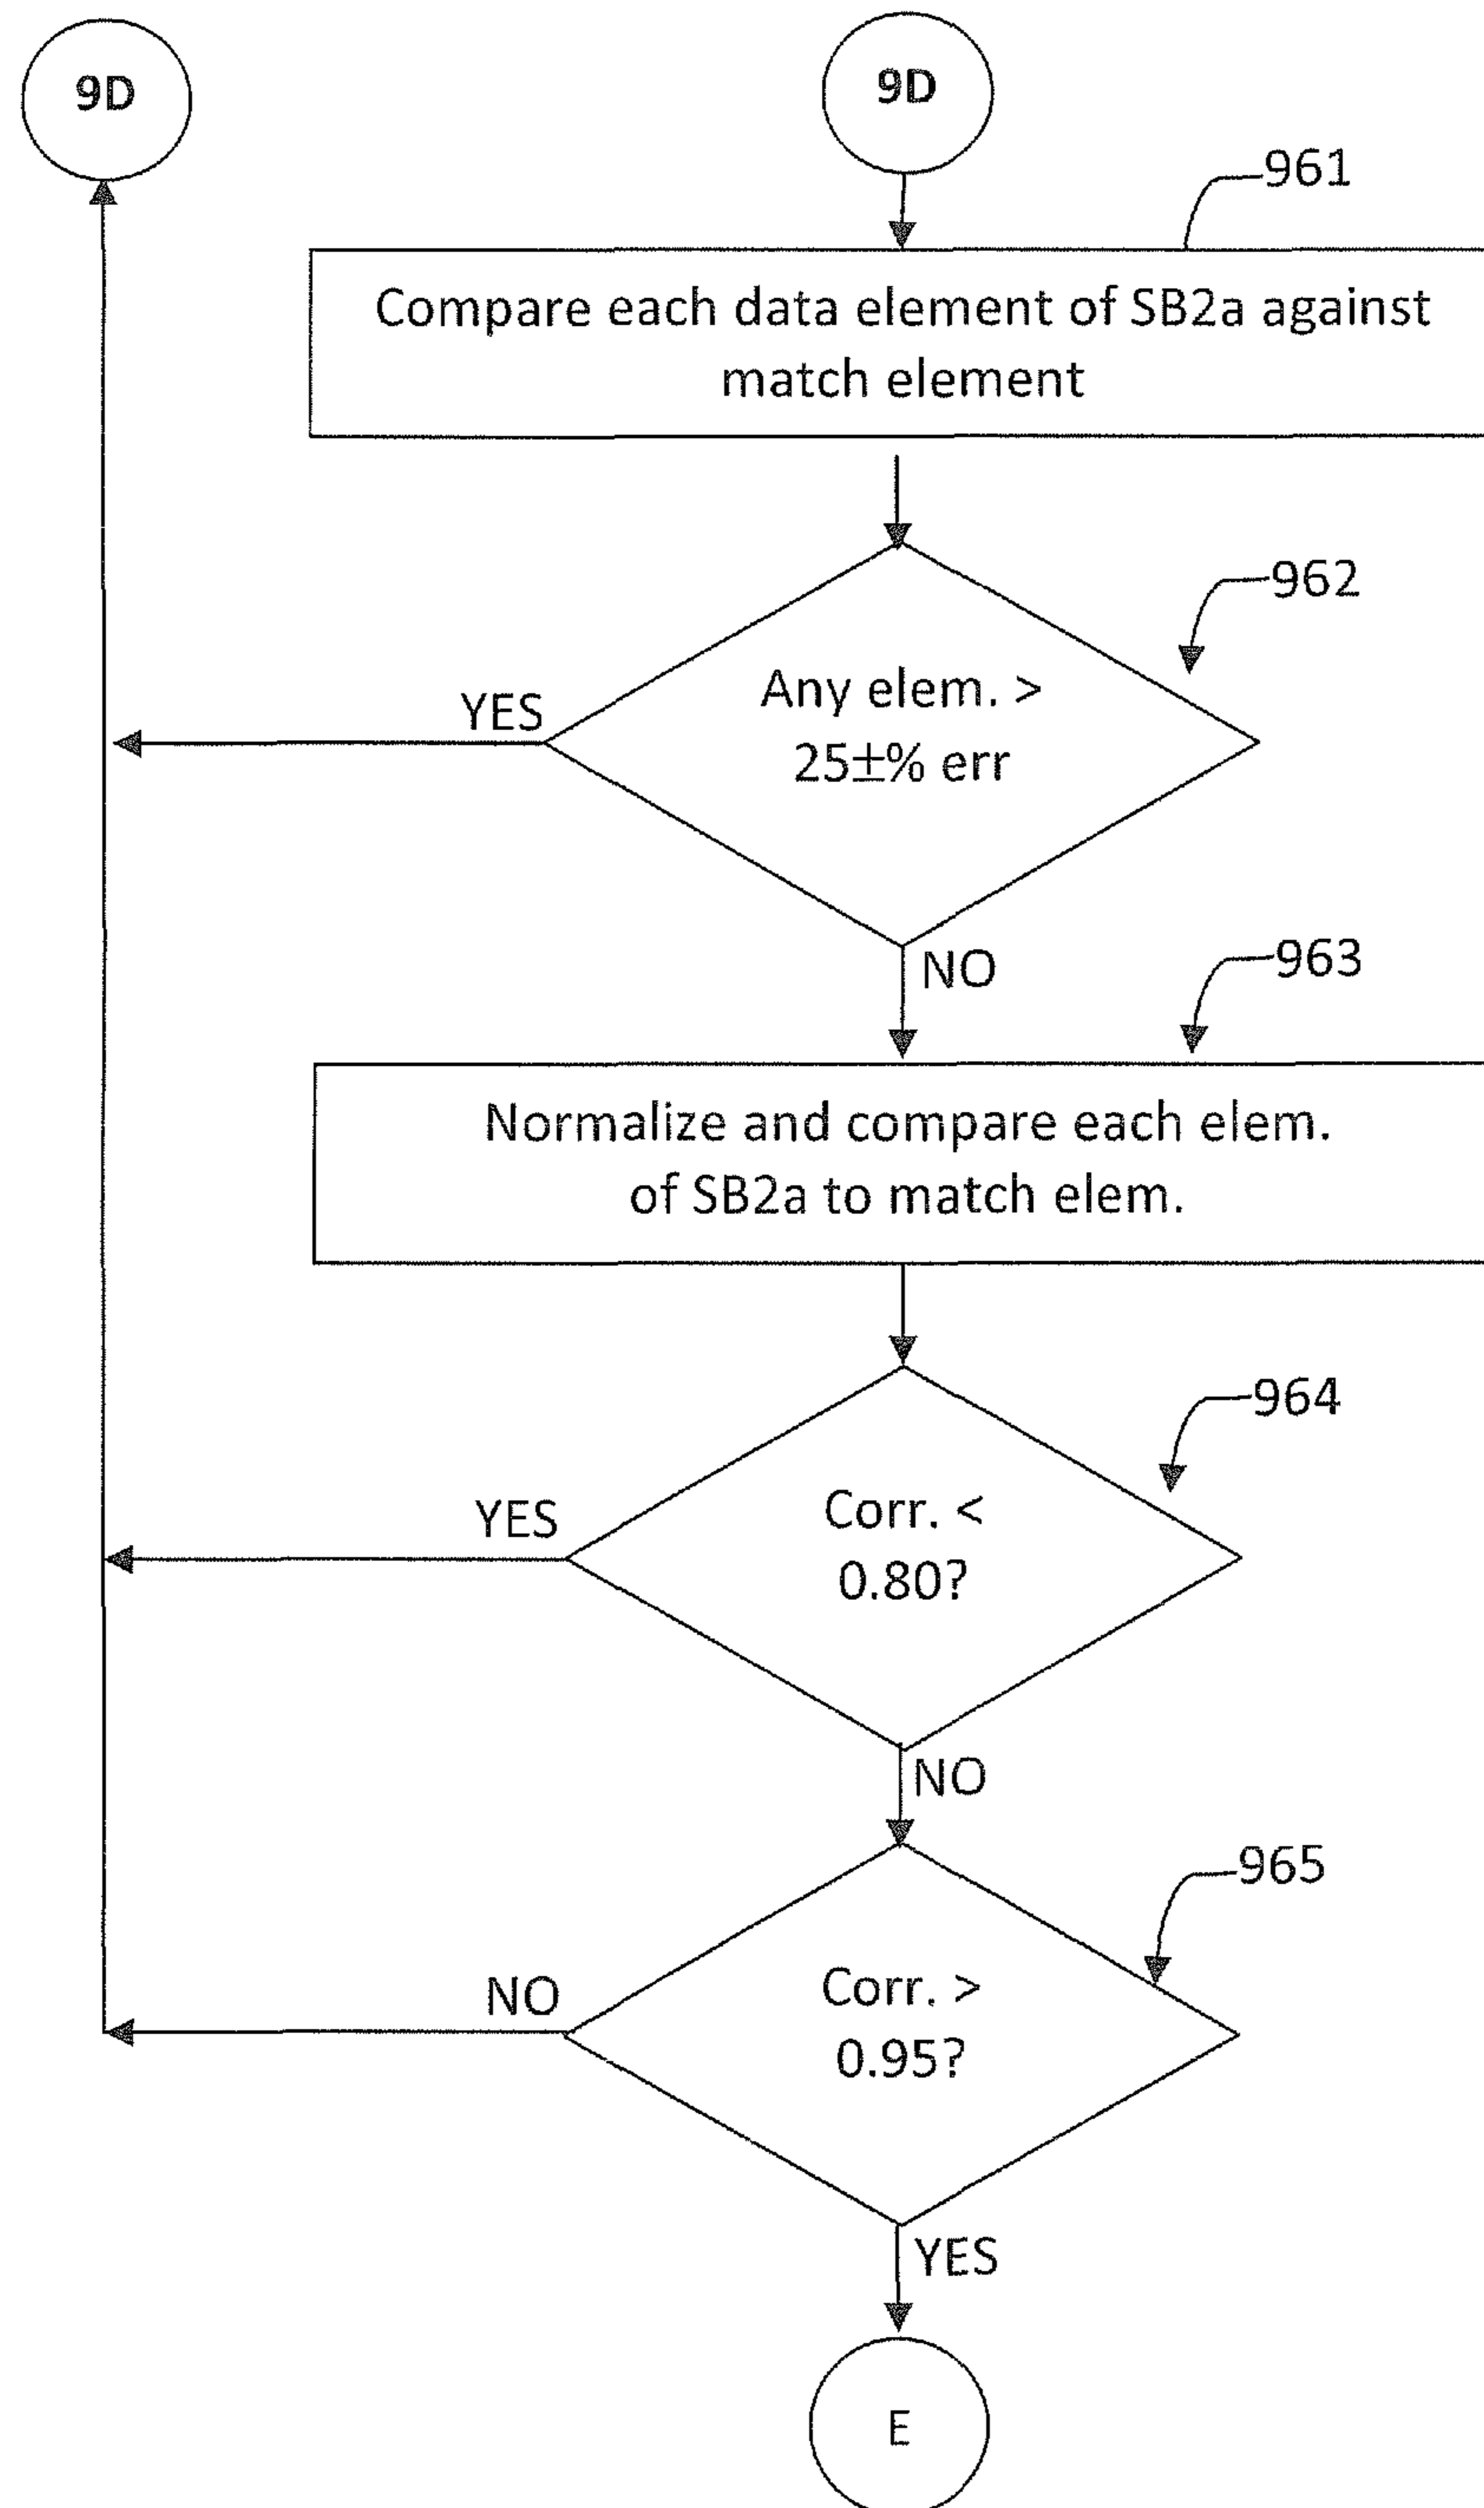 9D
9D
961
Compare each data element of SB2a against
match element
962
Any elem. >
25±% err
YES
NO
963
Normalize and compare each elem.
of SB2a to match elem.
964
Corr. <
0.80?
YES
NO
965
Corr. >
0.95?
NO
YES
E